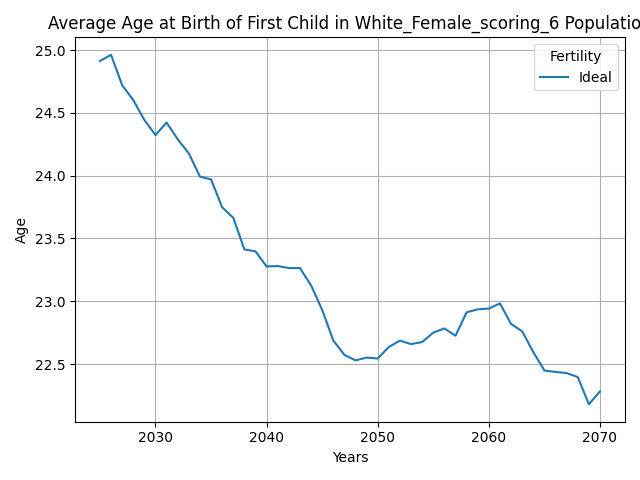 Average Age at Birth of First Child in White_Female_scoring_6 Populatio
Fertility
Ideal
25.0
24.5
24.0
23.5
23.0
22.5
Age
2030 2040 2050 2060 2070
Years